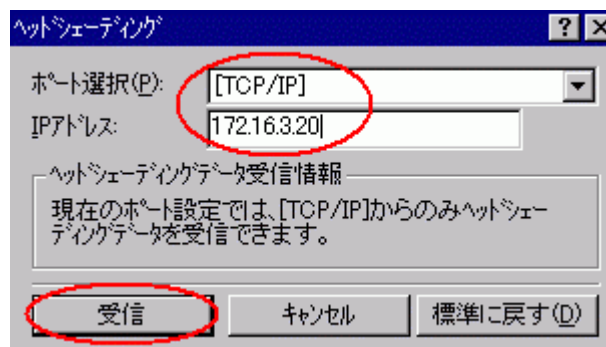 ﾍｯﾄﾞｼｪｰﾃﾞｨﾝｸﾞ
ﾎﾟｰﾄ選択(P): [TCP/IP]
IPｱﾄﾞﾚｽ: 172.16.3.20
ﾍｯﾄﾞｼｪｰﾃﾞｨﾝｸﾞﾃﾞｰﾀ受信情報
現在のﾎﾟｰﾄ設定では、[TCP/IP]からのみﾍｯﾄﾞｼｪｰ
ﾃﾞｨﾝｸﾞﾃﾞｰﾀを受信できます。
受信 ｷｬﾝｾﾙ 標準に戻す(D)